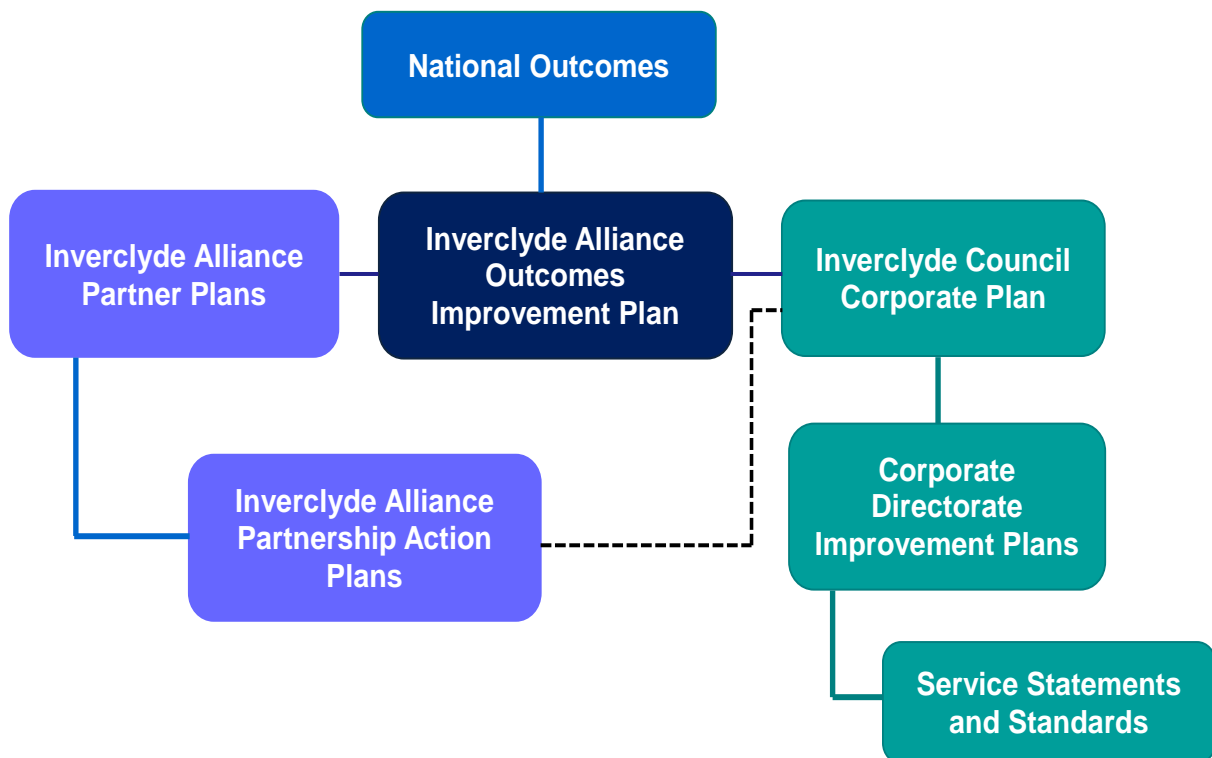 National Outcomes
Inverclyde Alliance
Partner Plans
Inverclyde Alliance
Outcomes
Improvement Plan
Inverclyde Council
Corporate Plan
Inverclyde Alliance
Partnership Action
Plans
Corporate
Directorate
Improvement Plans
Service Statements
and Standards